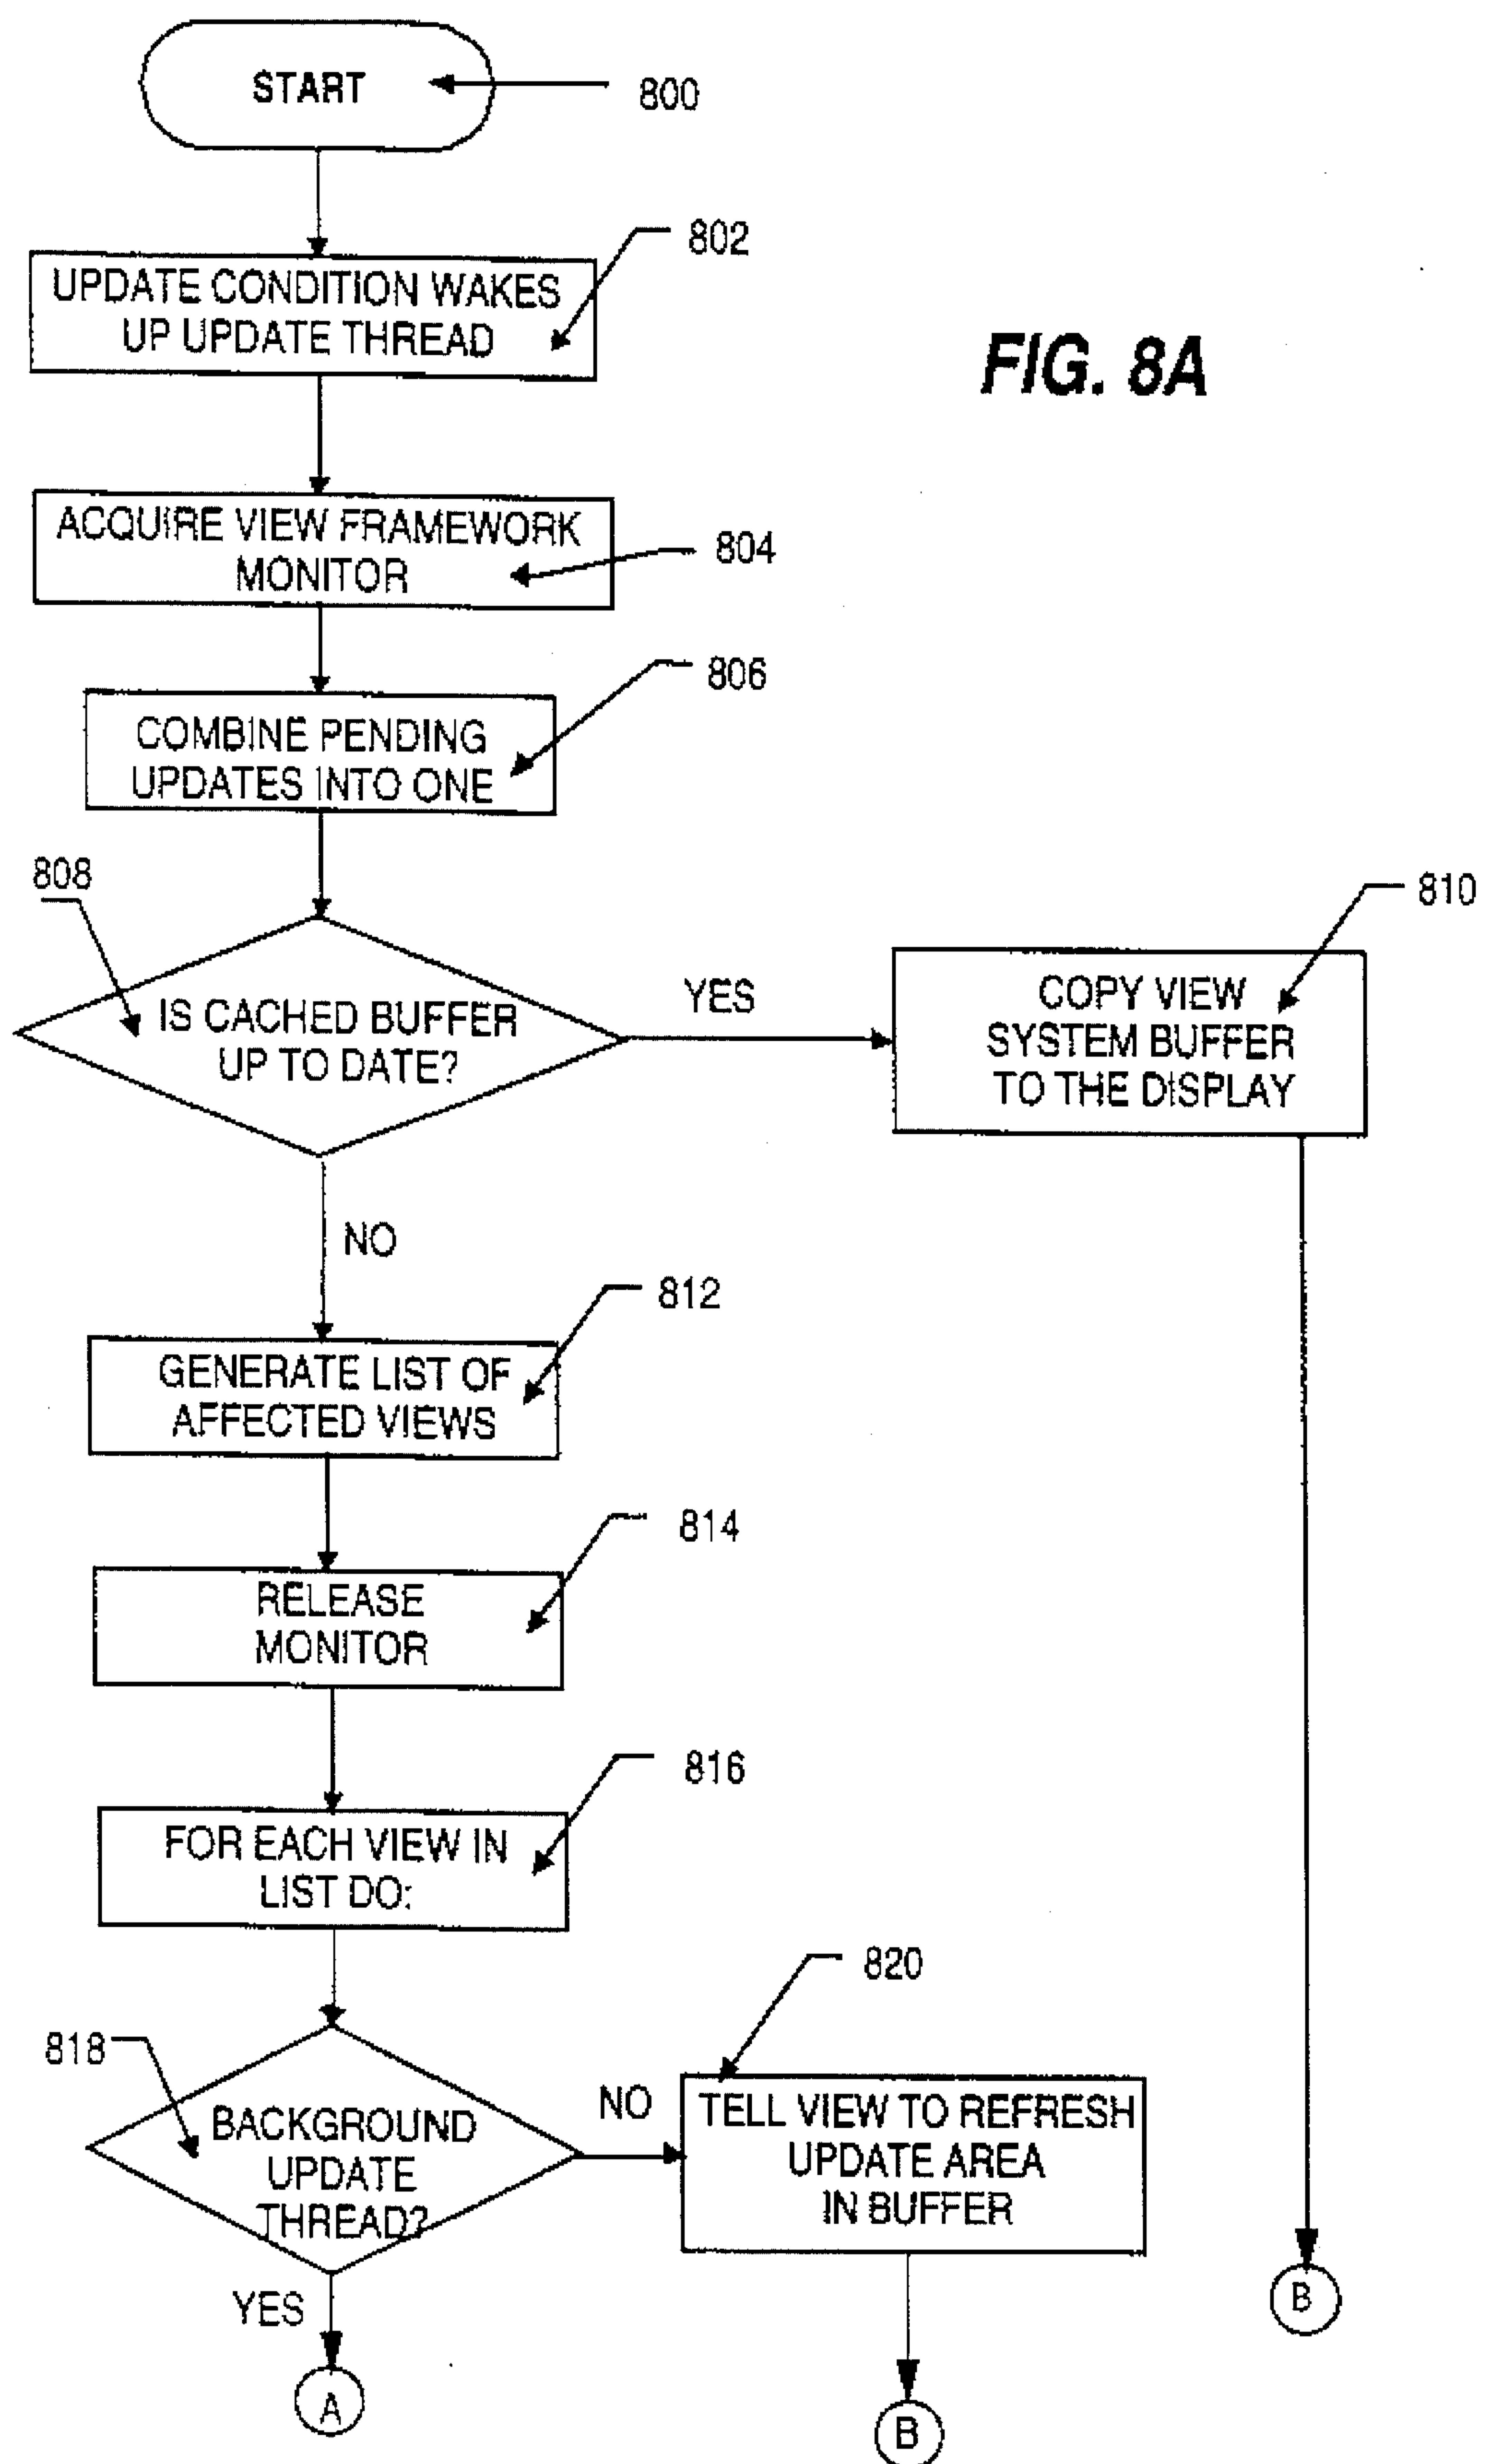 START
800
802
UPDATE CONDITION WAKES
UP UPDATE THREAD
FIG. 8A
ACQUIRE VIEW FRAMEWORK
MONITOR
804
806
COMBINE PENDING
UPDATES INTO ONE
808
810
IS CACHED BUFFER
UP TO DATE?
YES
COPY VIEW
SYSTEM BUFFER
TO THE DISPLAY
NO
812
GENERATE LIST OF
AFFECTED VIEWS
814
RELEASE
MONITOR
816
FOR EACH VIEW IN
LIST DO:
820
818
BACKGROUND
UPDATE
THREAD?
NO
TELL VIEW TO REFRESH
UPDATE AREA
IN BUFFER
YES
B
A
B